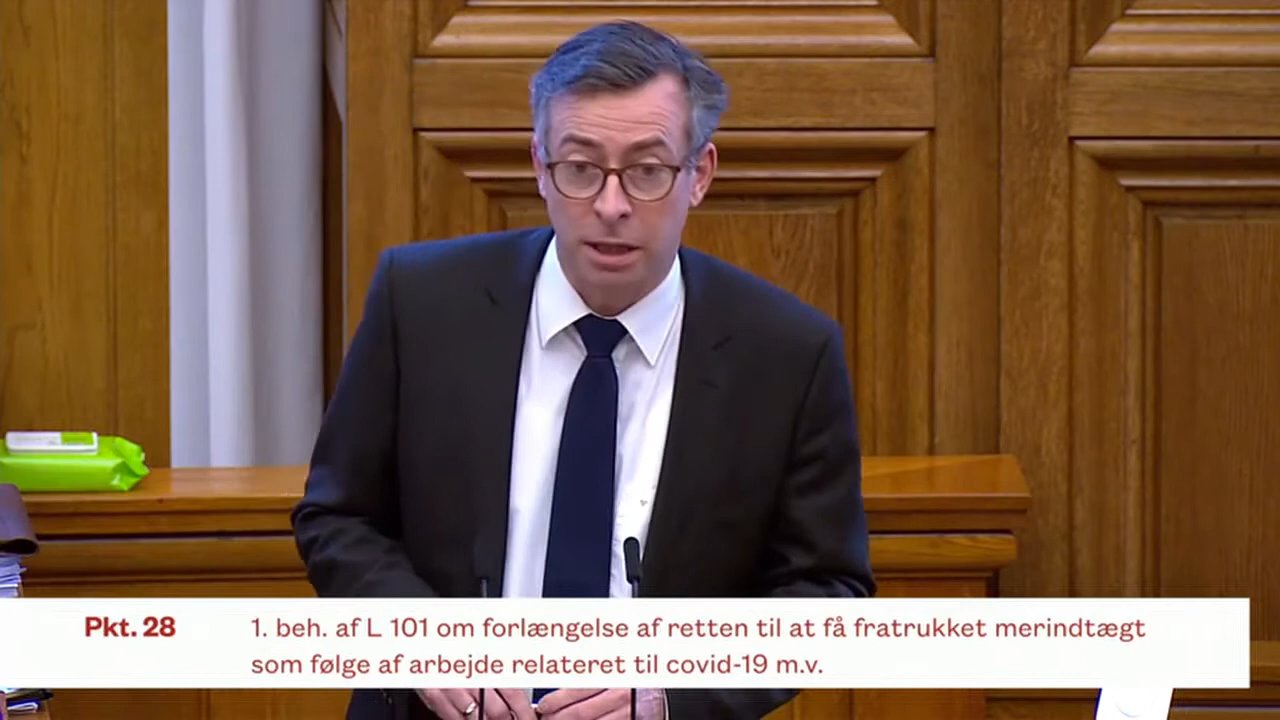 Pkt. 28
1. beh. af L 101 om forlængelse af retten til at få fratrukket merindtægt
som følge af arbejde relateret til covid-19 m.v.